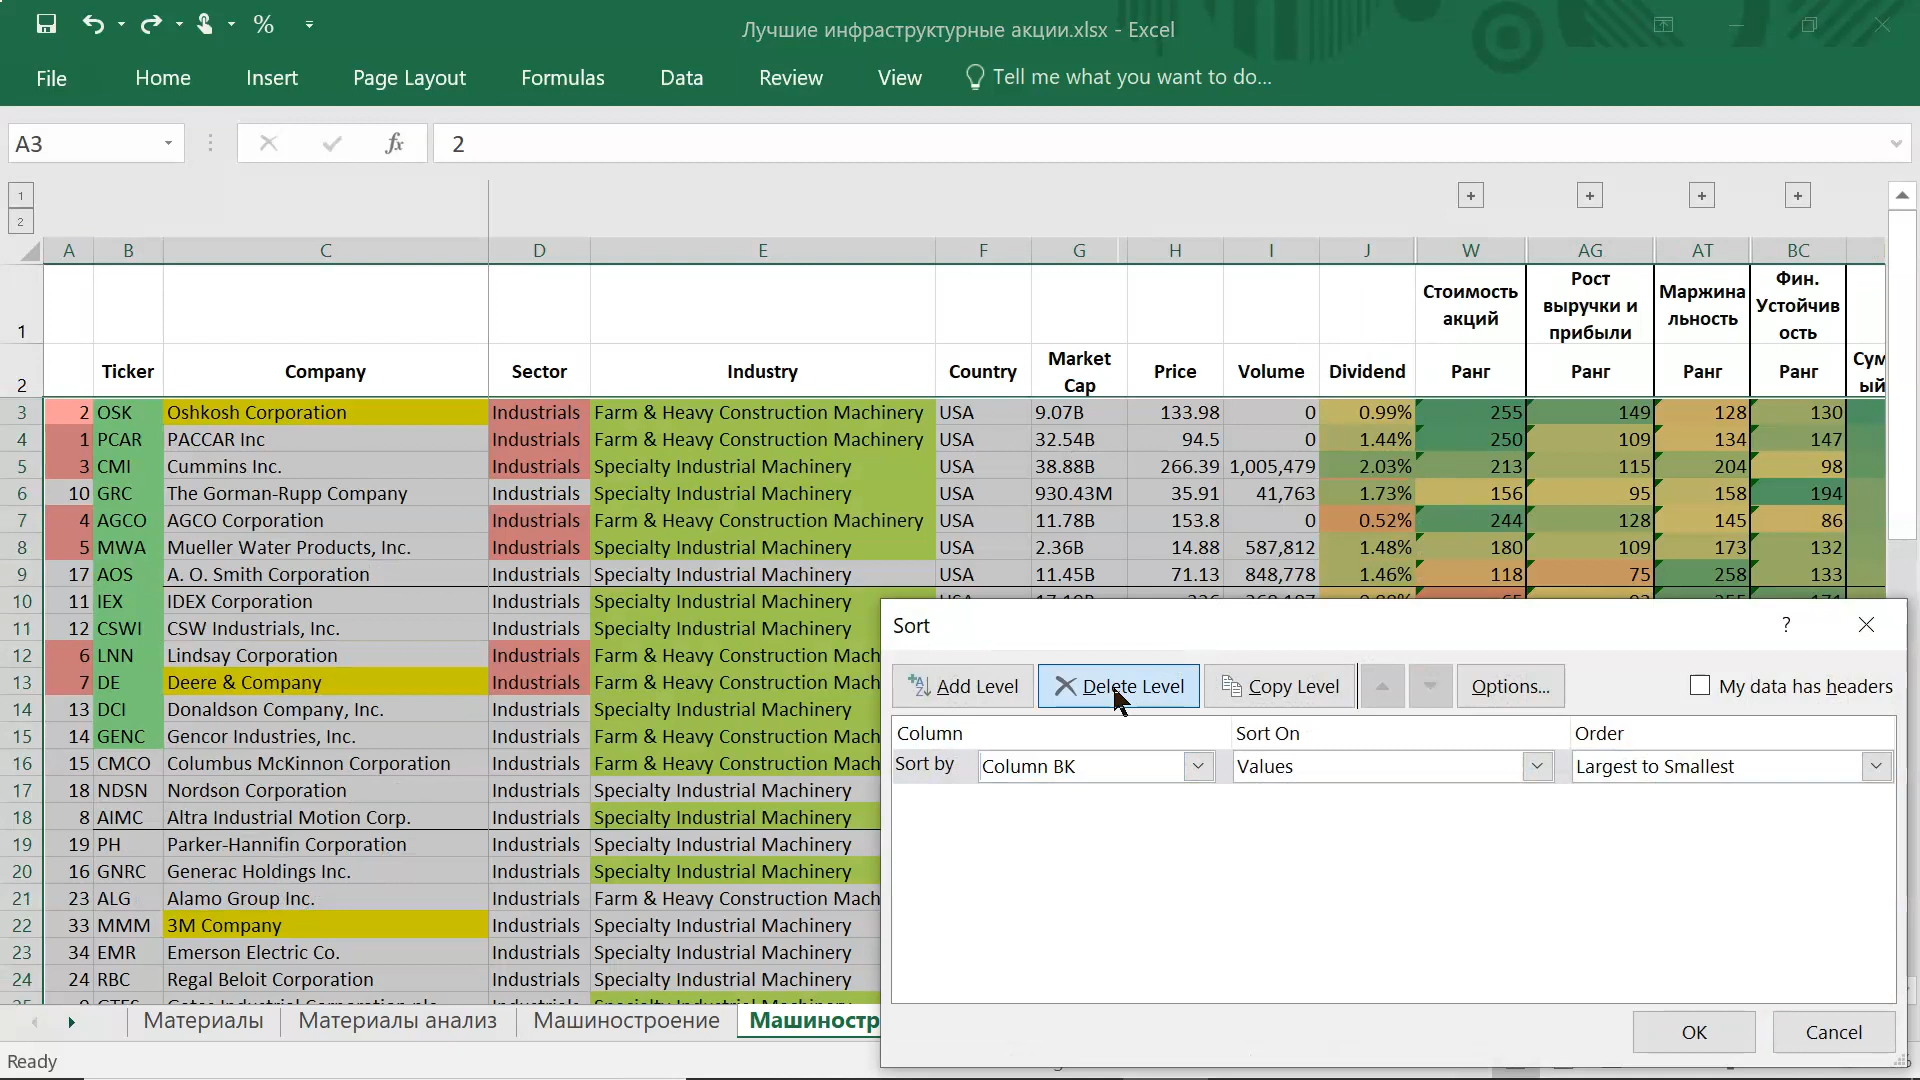 Лучшие инфраструктурные акции.xlsx - Excel
File Home Insert Page Layout Formulas Data Review View Tell me what you want to do...
A3 fx 2
1
2
A B C D E F G H I J W AG AT BC
1 Стоимость акций Рост выручки и прибыли Маржина льность Фин. Устойчив ость
2 Ticker Company Sector Industry Country Market Cap Price Volume Dividend Ранг Ранг Ранг Ранг
3 2 OSK Oshkosh Corporation Industrials Farm & Heavy Construction Machinery USA 9.07B 133.98 0 0.99% 255 149 128 130
4 1 PCAR PACCAR Inc Industrials Farm & Heavy Construction Machinery USA 32.54B 94.5 0 1.44% 250 109 134 147
5 3 CMI Cummins Inc. Industrials Specialty Industrial Machinery USA 38.88B 266.39 1,005,479 2.03% 213 115 204 98
6 10 GRC The Gorman-Rupp Company Industrials Specialty Industrial Machinery USA 930.43M 35.91 41,763 1.73% 156 95 158 194
7 4 AGCO AGCO Corporation Industrials Farm & Heavy Construction Machinery USA 11.78B 153.8 0 0.52% 244 128 145 86
8 5 MWA Mueller Water Products, Inc. Industrials Specialty Industrial Machinery USA 2.36B 14.88 587,812 1.48% 180 109 173 132
9 17 AOS A. O. Smith Corporation Industrials Specialty Industrial Machinery USA 11.45B 71.13 848,778 1.46% 118 75 258 133
10 11 IEX IDEX Corporation Industrials Specialty Industrial Machinery
11 12 CSWI CSW Industrials, Inc. Industrials Specialty Industrial Machinery
12 6 LNN Lindsay Corporation Industrials Farm & Heavy Construction Mach
13 7 DE Deere & Company Industrials Farm & Heavy Construction Mach
14 13 DCI Donaldson Company, Inc. Industrials Specialty Industrial Machinery
15 14 GENC Gencor Industries, Inc. Industrials Farm & Heavy Construction Mach
16 15 CMCO Columbus McKinnon Corporation Industrials Farm & Heavy Construction Mach
17 18 NDSN Nordson Corporation Industrials Specialty Industrial Machinery
18 8 AIMC Altra Industrial Motion Corp. Industrials Specialty Industrial Machinery
19 19 PH Parker-Hannifin Corporation Industrials Specialty Industrial Machinery
20 16 GNRC Generac Holdings Inc. Industrials Specialty Industrial Machinery
21 23 ALG Alamo Group Inc. Industrials Farm & Heavy Construction Mach
22 33 MMM 3M Company Industrials Specialty Industrial Machinery
23 34 EMR Emerson Electric Co. Industrials Specialty Industrial Machinery
24 24 RBC Regal Beloit Corporation Industrials Specialty Industrial Machinery
Материалы Материалы анализ Машиностроение Машиностр
Ready
Sort ?
Add Level Delete Level Copy Level Options... My data has headers
Column Sort On Order
Sort by Column BK Values Largest to Smallest
OK Cancel